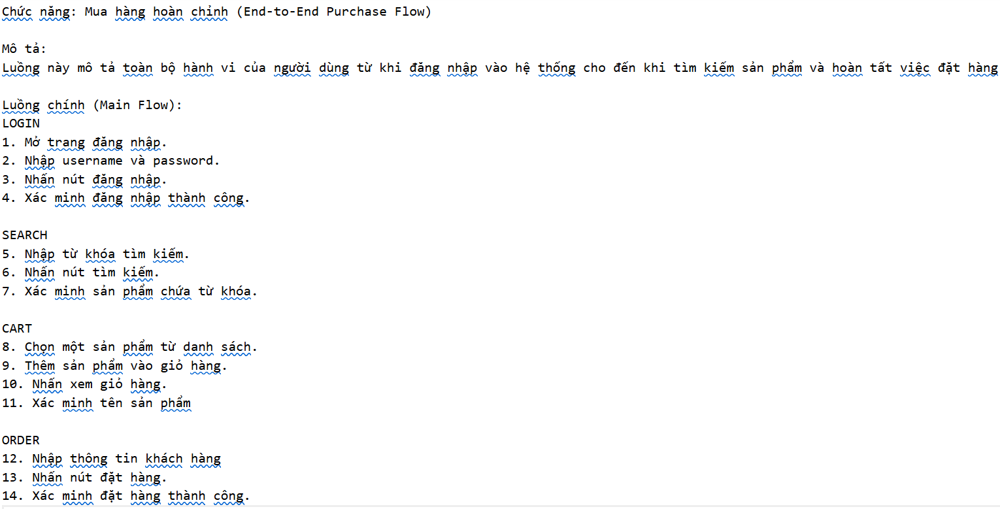 Chức năng: Mua hàng hoàn chỉnh (End-to-End Purchase Flow)
Mô tả:
Luồng này mô tả toàn bộ hành vi của người dùng từ khi đăng nhập vào hệ thống cho đến khi tìm kiếm sản phẩm và hoàn tất việc đặt hàng
Luồng chính (Main Flow):
LOGIN
1. Mở trang đăng nhập.
2. Nhập username và password.
3. Nhấn nút đăng nhập.
4. Xác minh đăng nhập thành công.
SEARCH
5. Nhập từ khóa tìm kiếm.
6. Nhấn nút tìm kiếm.
7. Xác minh sản phẩm chứa từ khóa.
CART
8. Chọn một sản phẩm từ danh sách.
9. Thêm sản phẩm vào giỏ hàng.
10. Nhấn xem giỏ hàng.
11. Xác minh tên sản phẩm
ORDER
12. Nhập thông tin khách hàng
13. Nhấn nút đặt hàng.
14. Xác minh đặt hàng thành công.